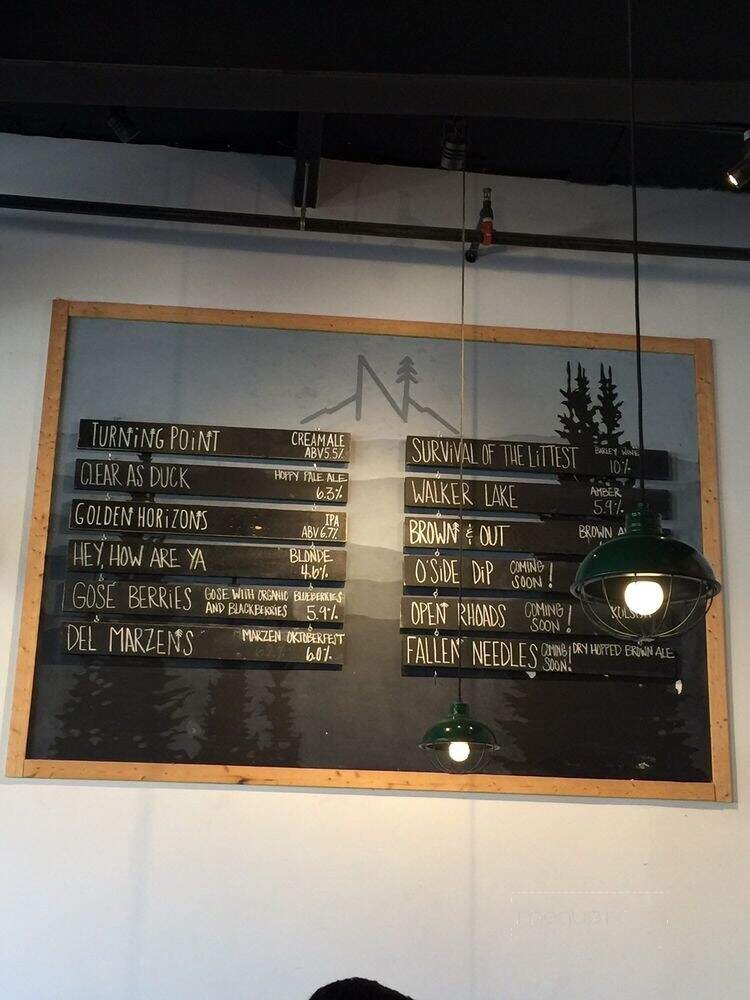 N
TURNING POINT CREAM ALE
ABV 5.5%
CLEAR AS DUCK HOPPY PALE ALE
6.3%
GOLDEN HORIZONS IPA
ABV 6.7%
HEY, HOW ARE YA BLONDE
4.6%
GOSÉ BERRIES GOSE WITH ORGANIC BLUEBERRIES
AND BLACKBERRIES 5.9%
DEL MARZENS MARZEN OKTOBERFEST
6.0%
SURVIVAL OF THE LITTEST BARLEY WINE
10%
WALKER LAKE AMBER
5.9%
BROWN & OUT BROWN
O'SIDE DIP COMING
SOON!
OPEN RHOADS COMING
SOON! KOLSCH
FALLEN NEEDLES COMING
SOON! DRY HOPPED BROWN ALE